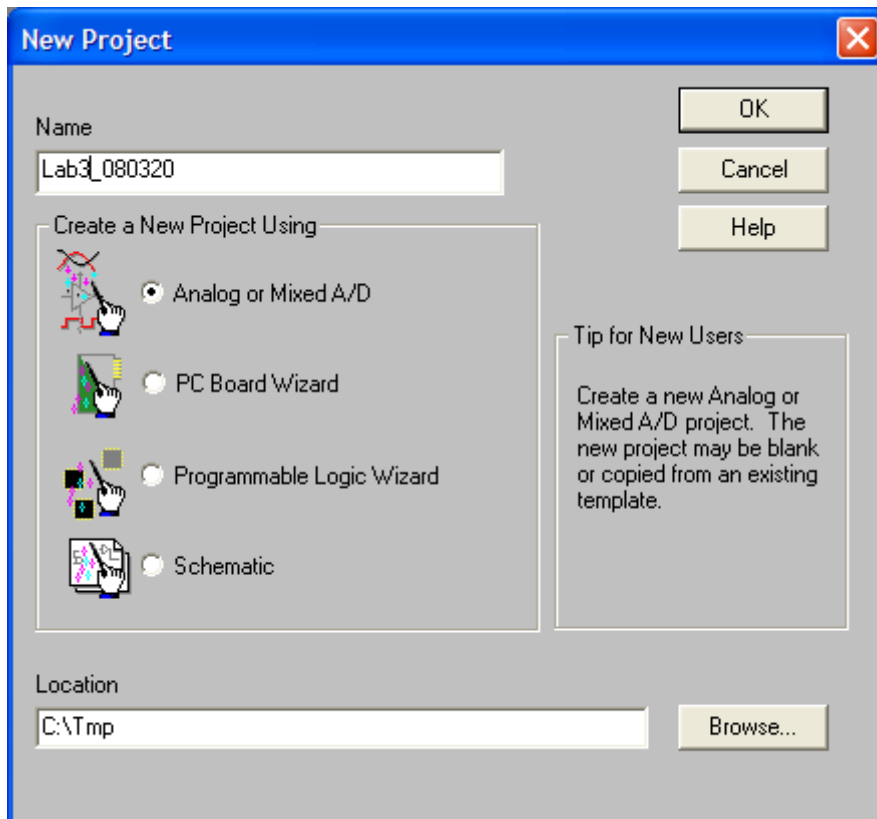 New Project
Name
Lab3_080320
OK
Cancel
Help
Create a New Project Using
Analog or Mixed A/D
PC Board Wizard
Programmable Logic Wizard
Schematic
Tip for New Users
Create a new Analog or
Mixed A/D project. The
new project may be blank
or copied from an existing
template.
Location
C:\Tmp
Browse...